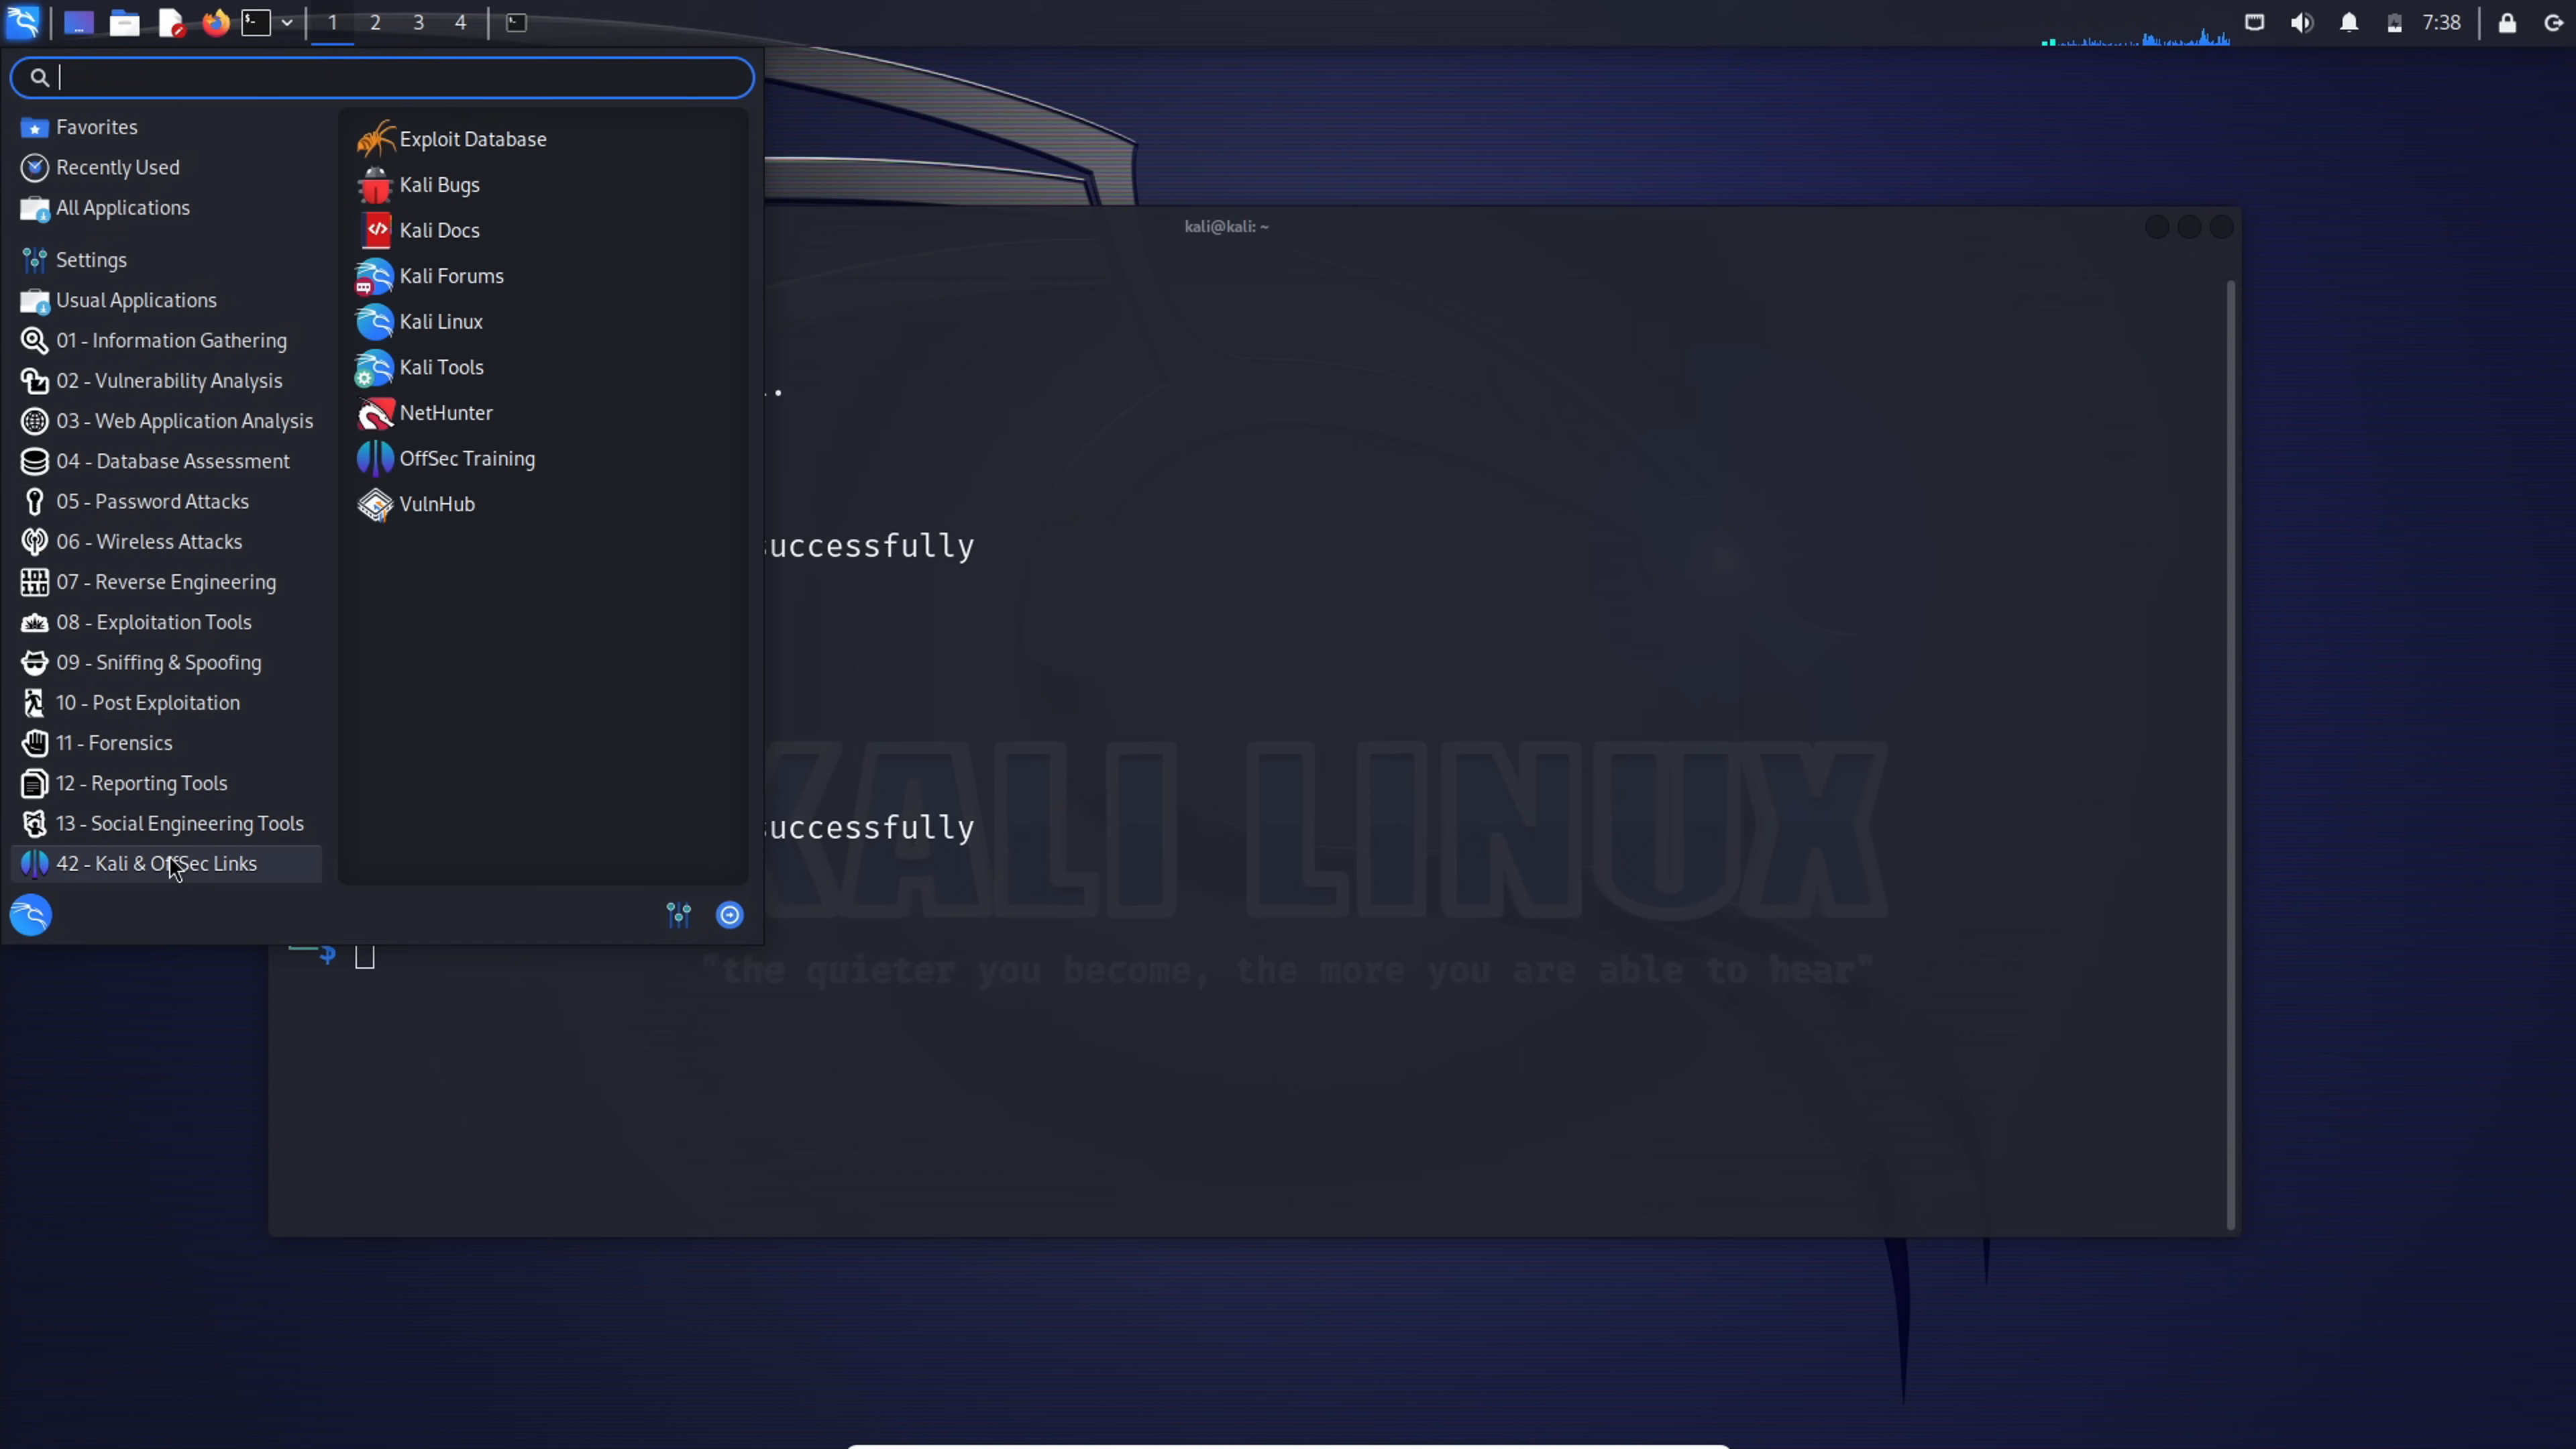 1 2 3 4
7:38
Favorites
Recently Used
All Applications
Settings
Usual Applications
01 - Information Gathering
02 - Vulnerability Analysis
03 - Web Application Analysis
04 - Database Assessment
05 - Password Attacks
06 - Wireless Attacks
07 - Reverse Engineering
08 - Exploitation Tools
09 - Sniffing & Spoofing
10 - Post Exploitation
11 - Forensics
12 - Reporting Tools
13 - Social Engineering Tools
42 - Kali & OffSec Links
Exploit Database
Kali Bugs
Kali Docs
Kali Forums
Kali Linux
Kali Tools
NetHunter
OffSec Training
VulnHub
kali@kali: ~
successfully
successfully
KALI LINUX
$
"the quieter you become, the more you are able to hear"